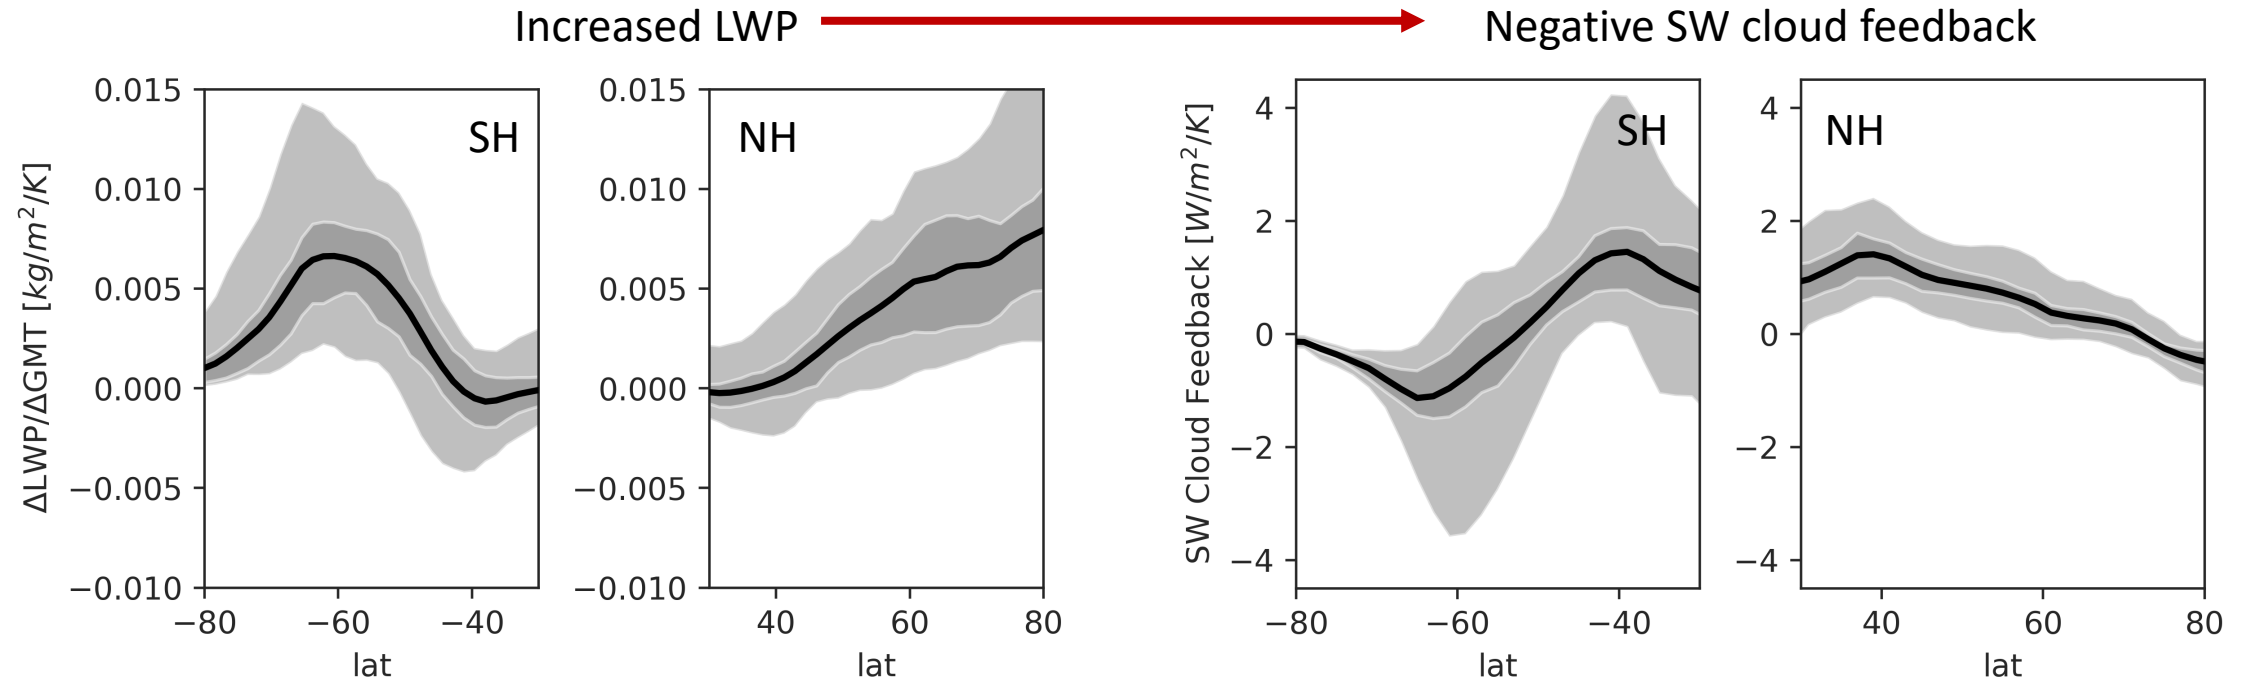 Increased LWP
Negative SW cloud feedback
ΔLWP/ΔGMT [kg/m²/K]
0.015
0.010
0.005
0.000
−0.005
−0.010
SH
−80
−60
−40
lat
0.015
0.010
0.005
0.000
−0.005
−0.010
NH
40
60
80
lat
SW Cloud Feedback [W/m²/K]
4
2
0
−2
−4
SH
−80
−60
−40
lat
4
2
0
−2
−4
NH
40
60
80
lat